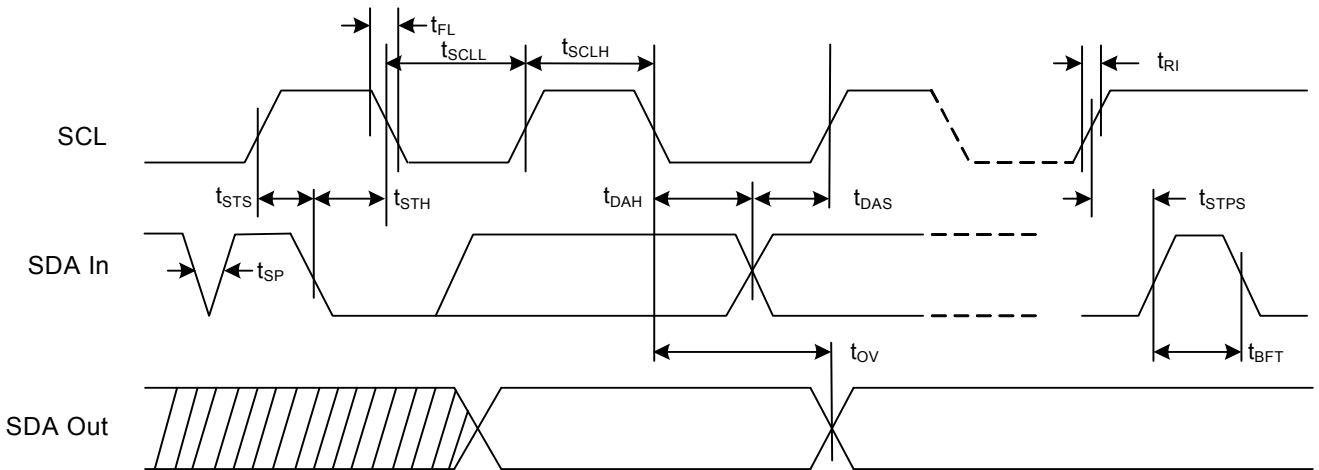 tFL
tSCLL
tSCLH
tRI
SCL
tSTS
tSTH
tDAH
tDAS
tSTPS
SDA In
tSP
tOV
tBFT
SDA Out